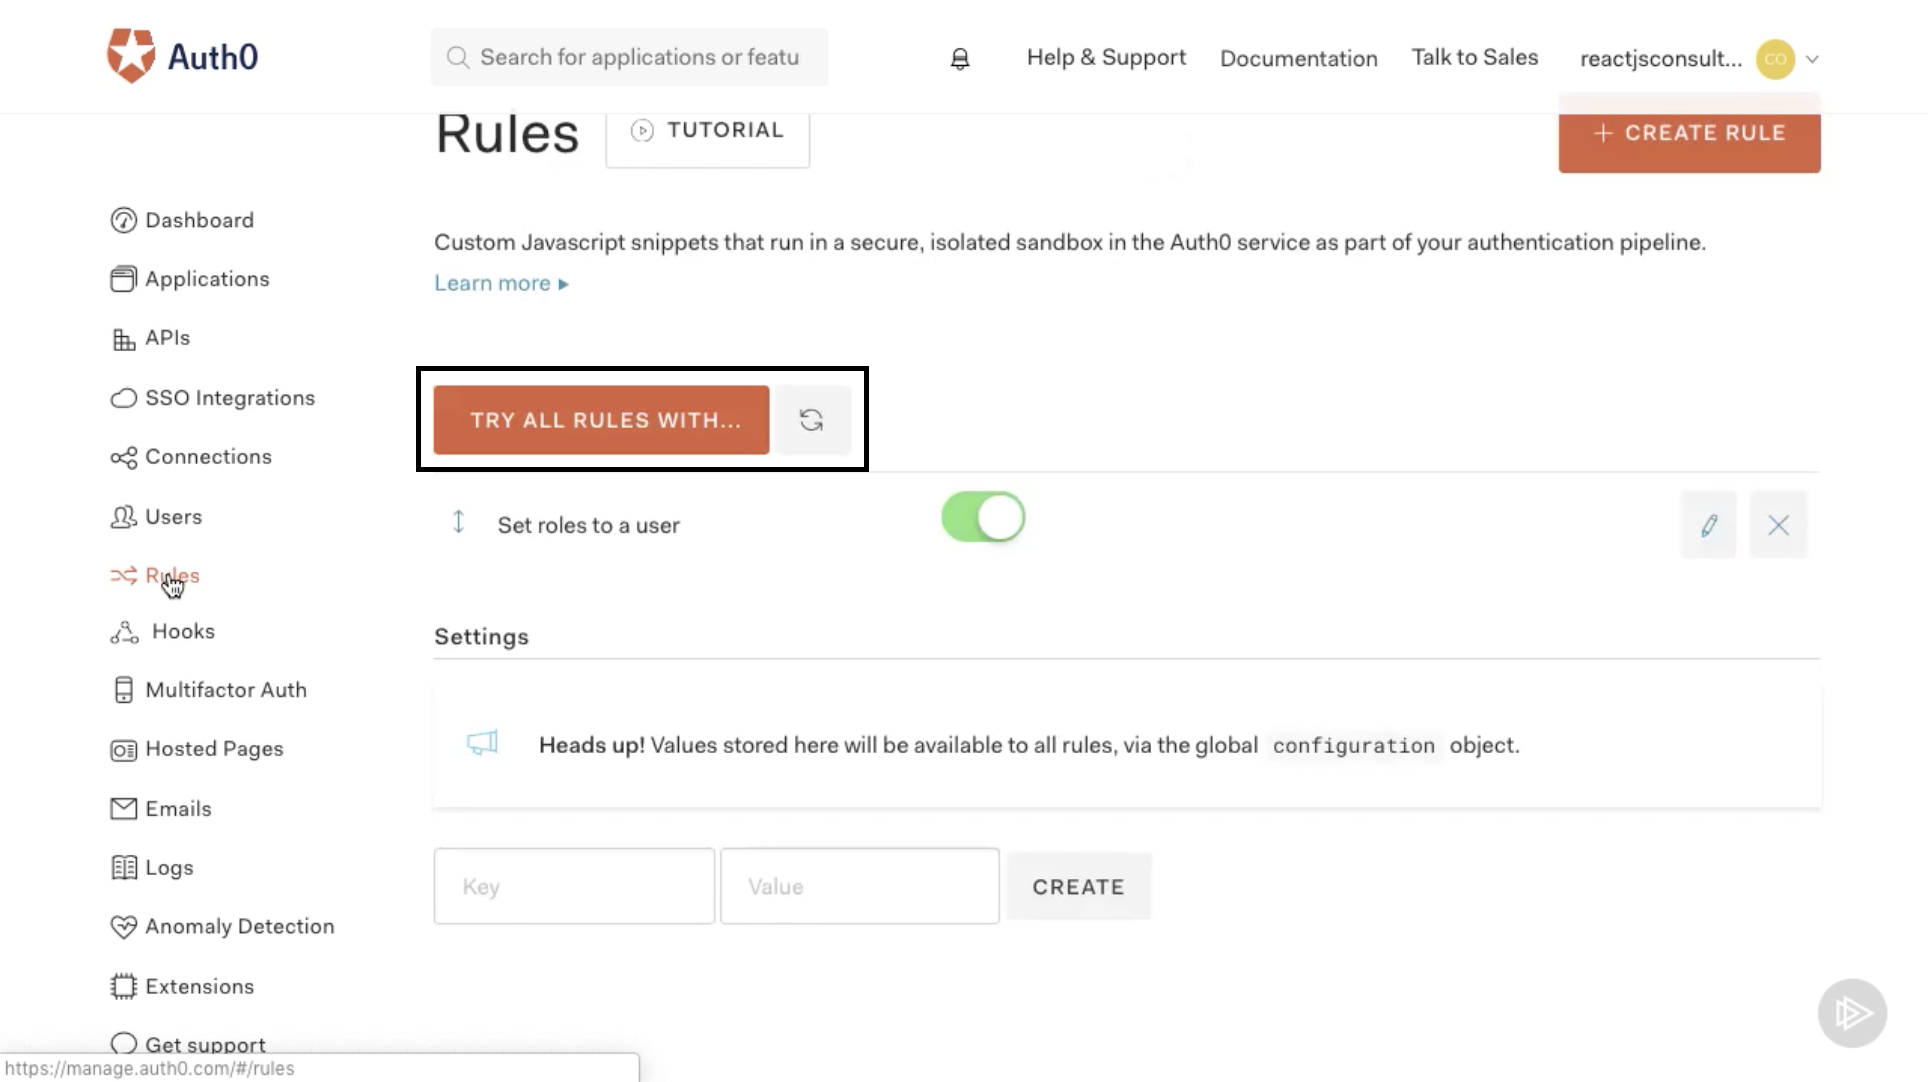 Auth0
Search for applications or featu
Help & Support
Documentation
Talk to Sales
reactjsconsult...
CO
Rules
TUTORIAL
+ CREATE RULE
Dashboard
Applications
APIs
SSO Integrations
Connections
Users
Rules
Hooks
Multifactor Auth
Hosted Pages
Emails
Logs
Anomaly Detection
Extensions
Get support
Custom Javascript snippets that run in a secure, isolated sandbox in the Auth0 service as part of your authentication pipeline.
Learn more ▸
TRY ALL RULES WITH...
Set roles to a user
Settings
Heads up! Values stored here will be available to all rules, via the global configuration object.
Key
Value
CREATE
https://manage.auth0.com/#/rules